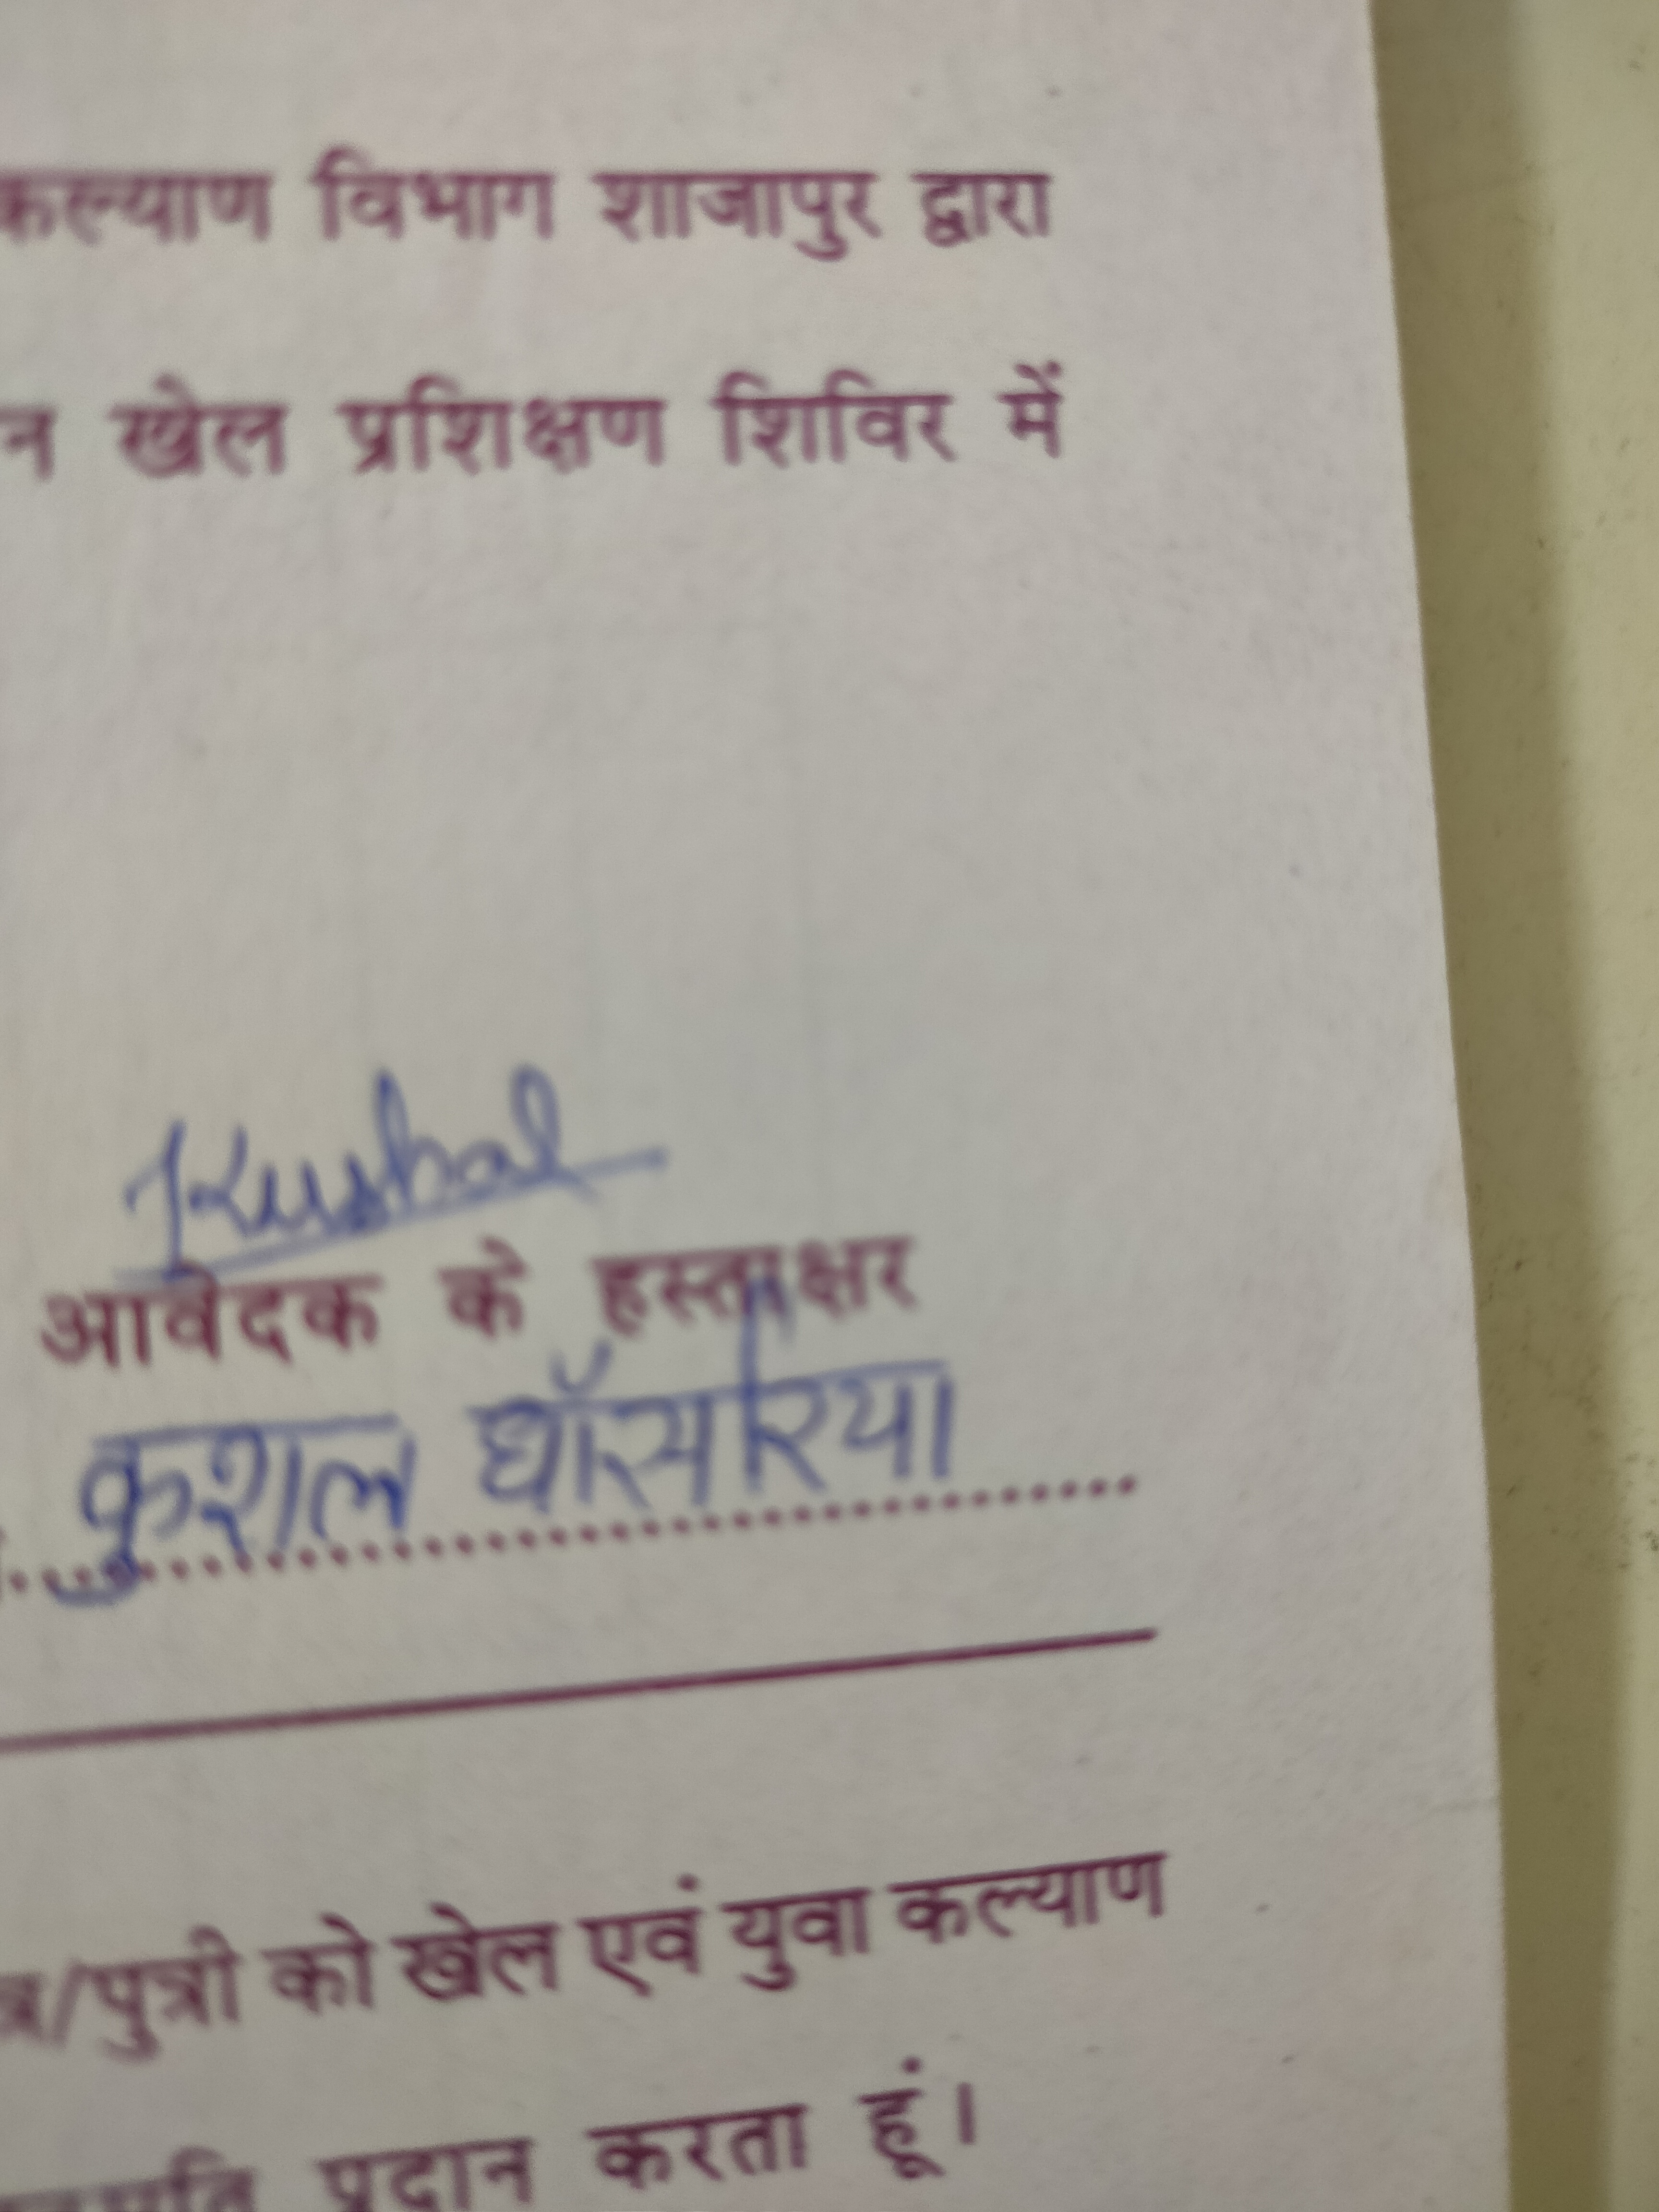 कल्याण विभाग शाजापुर द्वारा
न खेल प्रशिक्षण शिविर में
Kushal
आवेदक के हस्ताक्षर
कुशल घॉसरिया
त्र/पुत्री को खेल एवं युवा कल्याण
प्रदान करता हूं।